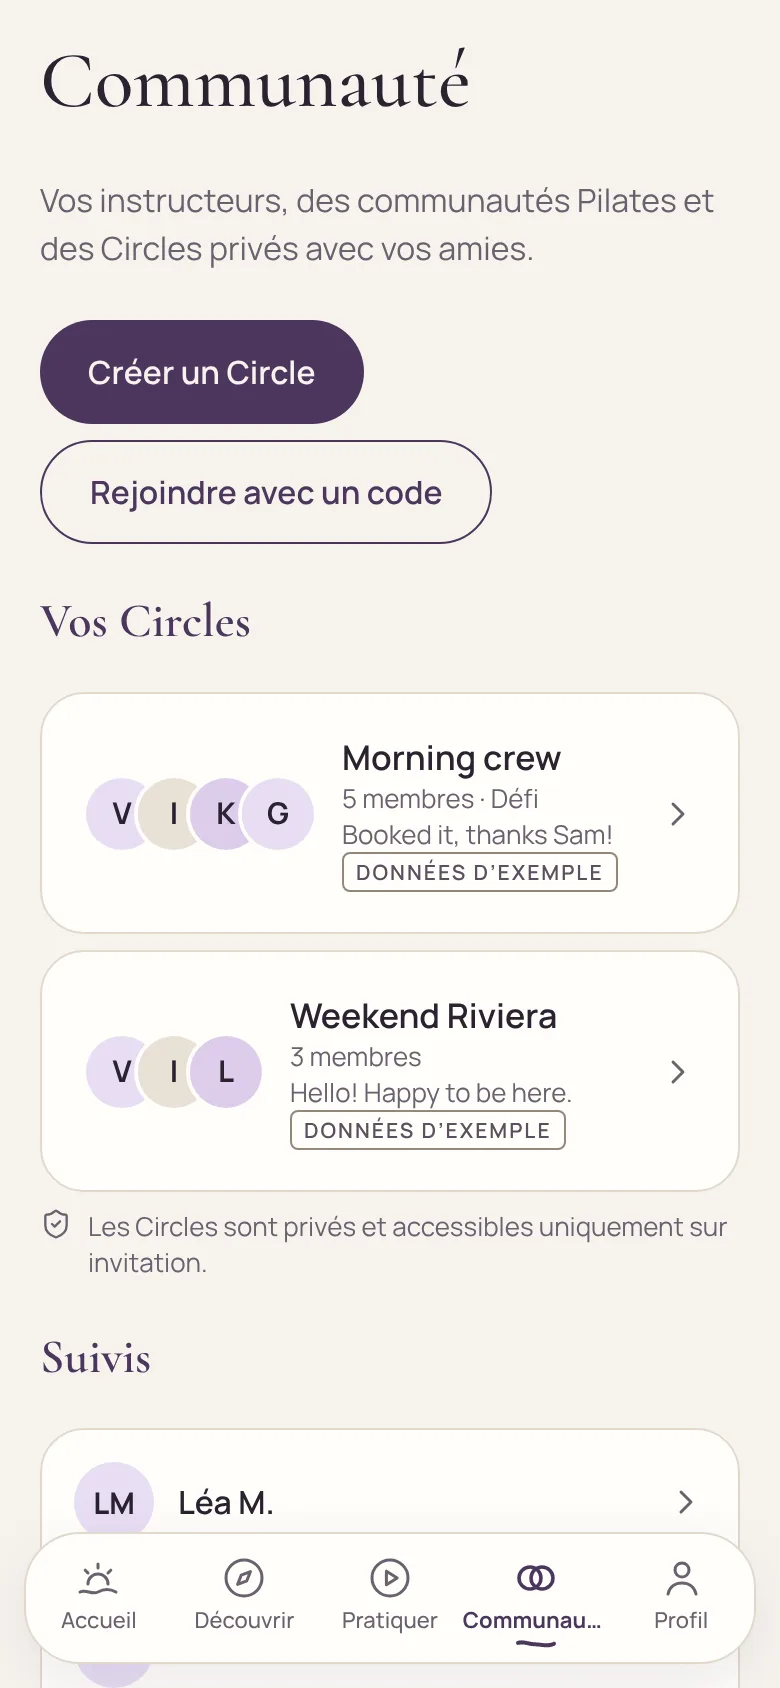 Communauté
Vos instructeurs, des communautés Pilates et
des Circles privés avec vos amies.
Créer un Circle
Rejoindre avec un code
Vos Circles
V I K G
Morning crew
5 membres · Défi
Booked it, thanks Sam!
DONNÉES D’EXEMPLE
V I L
Weekend Riviera
3 membres
Hello! Happy to be here.
DONNÉES D’EXEMPLE
Les Circles sont privés et accessibles uniquement sur
invitation.
Suivis
LM Léa M.
Accueil Découvrir Pratiquer Communau... Profil